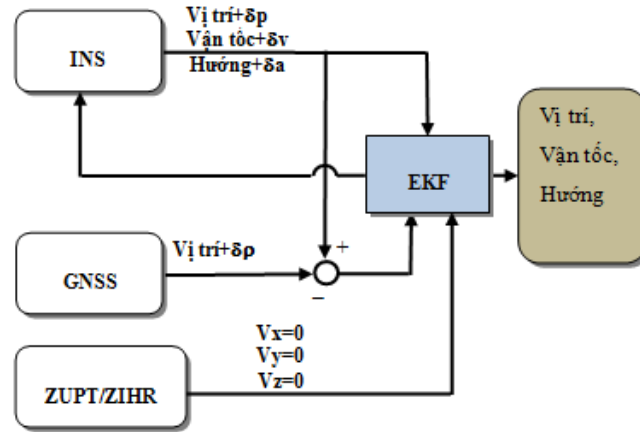 INS
Vị trí+δp
Vận tốc+δv
Hướng+δa
EKF
Vị trí,
Vận tốc,
Hướng
GNSS
Vị trí+δρ
+
−
ZUPT/ZIHR
Vx=0
Vy=0
Vz=0